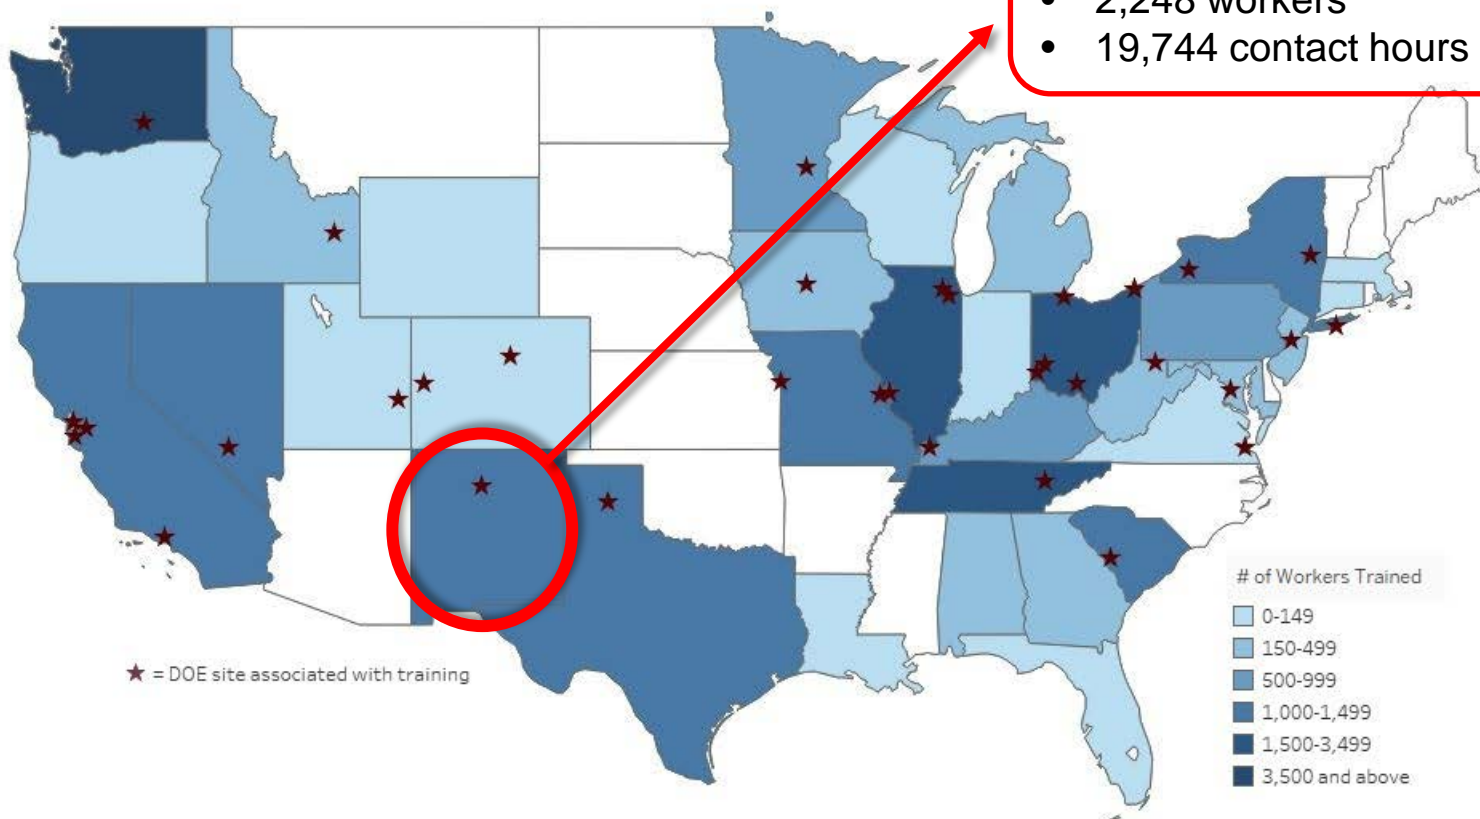 • 2,248 workers
• 19,744 contact hours
# of Workers Trained
0-149
150-499
500-999
1,000-1,499
1,500-3,499
3,500 and above
★ = DOE site associated with training